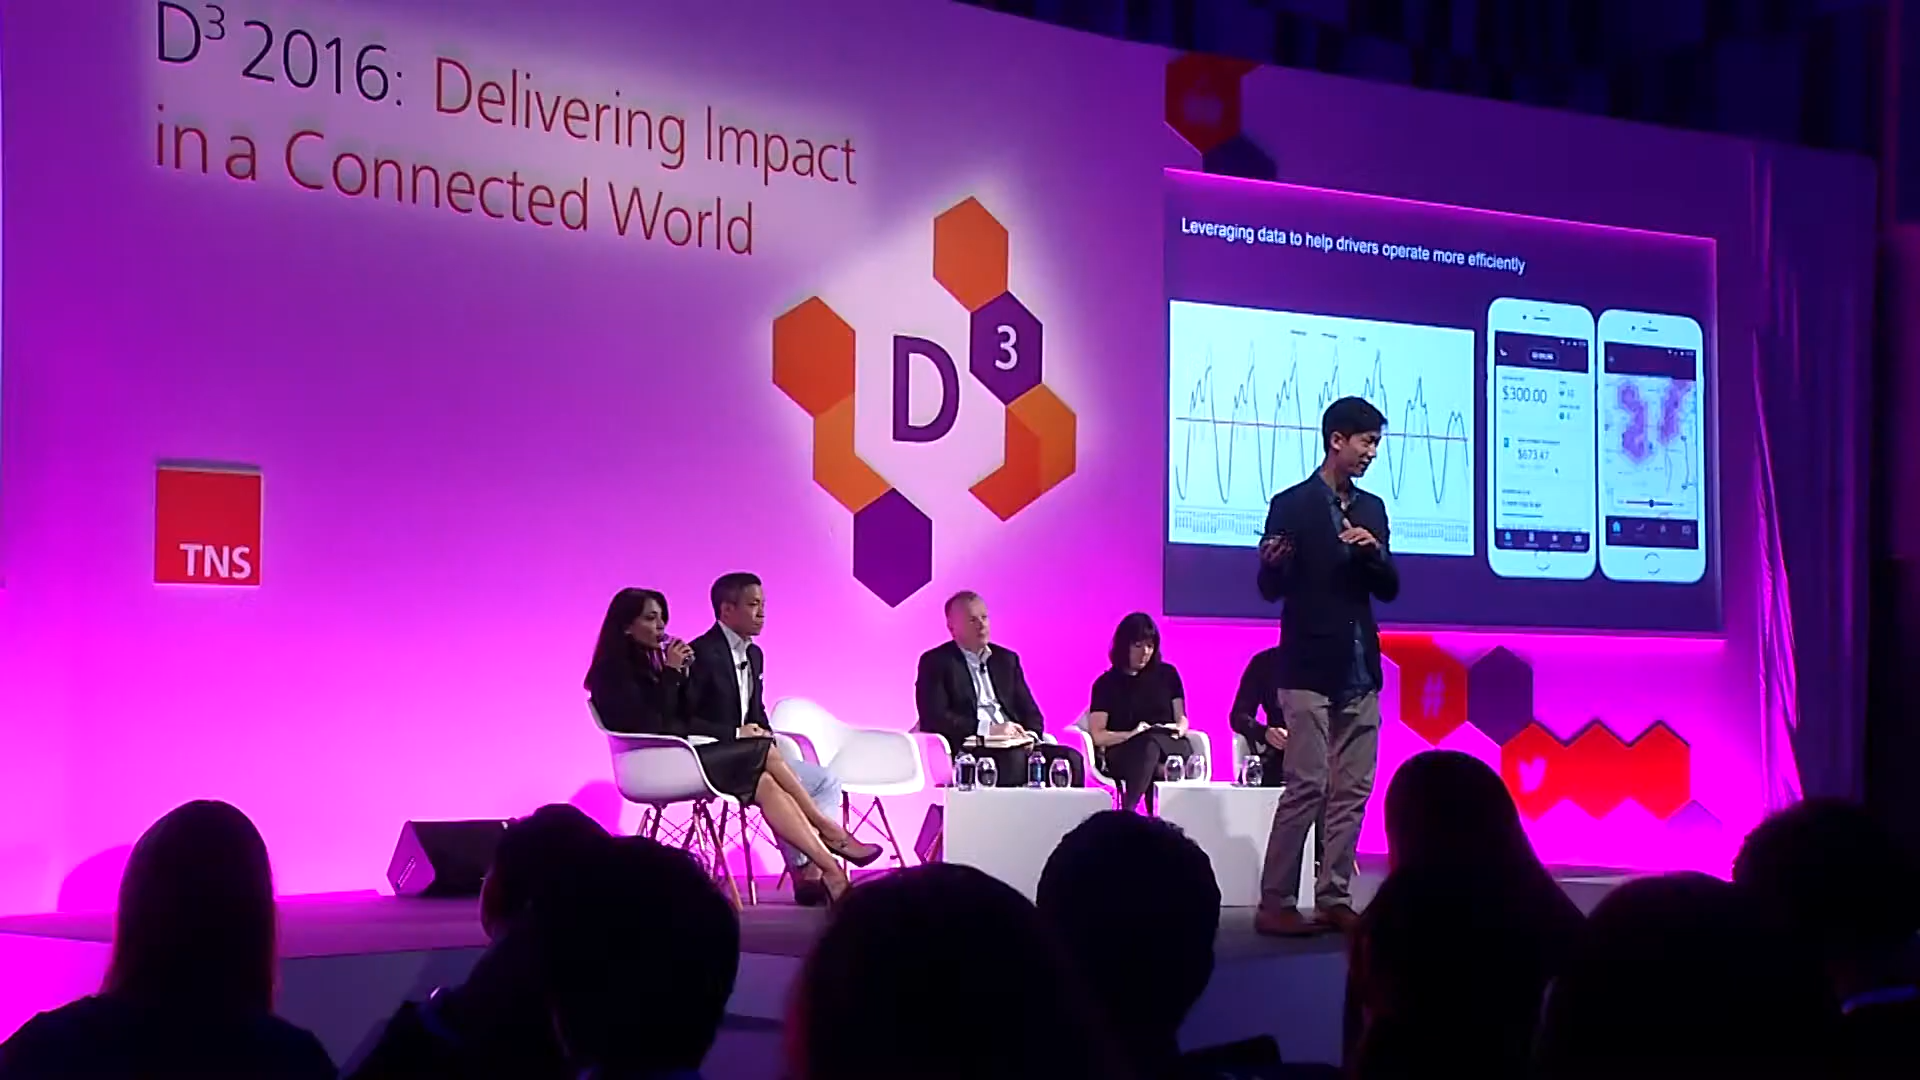 D³ 2016: Delivering Impact
in a Connected World
D3
TNS
Leveraging data to help drivers operate more efficiently
$300.00
$673.47
#